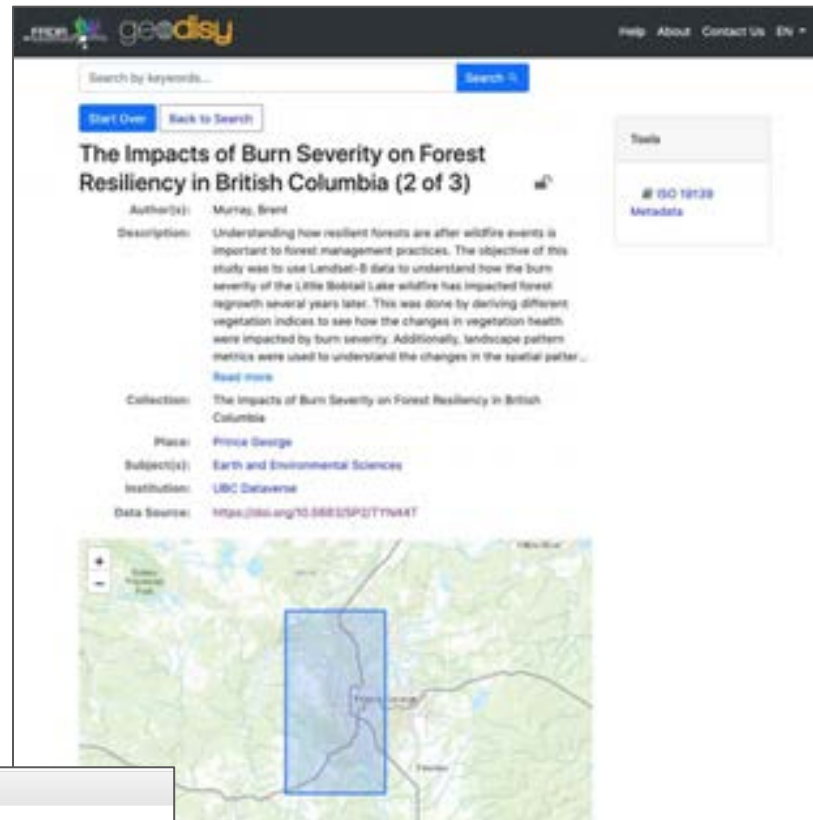 FRDR geodisy
Help About Contact Us EN
Search by keywords...
Search
Start Over Back to Search
The Impacts of Burn Severity on Forest
Resiliency in British Columbia (2 of 3)
Author(s): Murray, Brent
Description: Understanding how resilient forests are after wildfire events is
important to forest management practices. The objective of this
study was to use Landsat-8 data to understand how the burn
severity of the Little Bobtail Lake wildfire has impacted forest
regrowth several years later. This was done by deriving different
vegetation indices to see how the changes in vegetation health
were impacted by burn severity. Additionally, landscape pattern
metrics were used to understand the changes in the spatial patter...
Read more
Collection: The Impacts of Burn Severity on Forest Resiliency in British
Columbia
Place: Prince George
Subject(s): Earth and Environmental Sciences
Institution: UBC Dataverse
Data Source:
Tools
ISO 19139
Metadata
+
-
Prince George